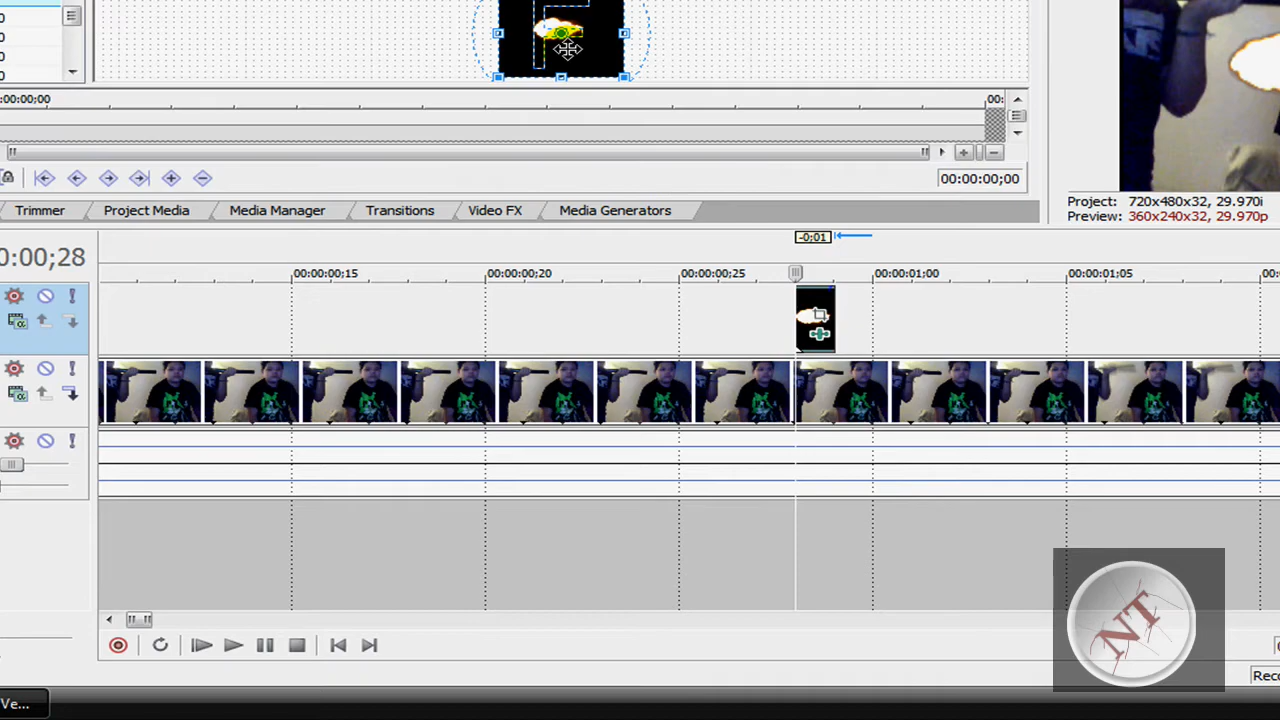 :00:00;00
00:
00:00:00;00
Trimmer
Project Media
Media Manager
Transitions
Video FX
Media Generators
Project: 720x480x32, 29.970i
Preview: 360x240x32, 29.970p
0:00;28
-0;01
00:00:00;15
00:00:00;20
00:00:00;25
00:00:01;00
00:00:01;05
NT
Reco
Ve...